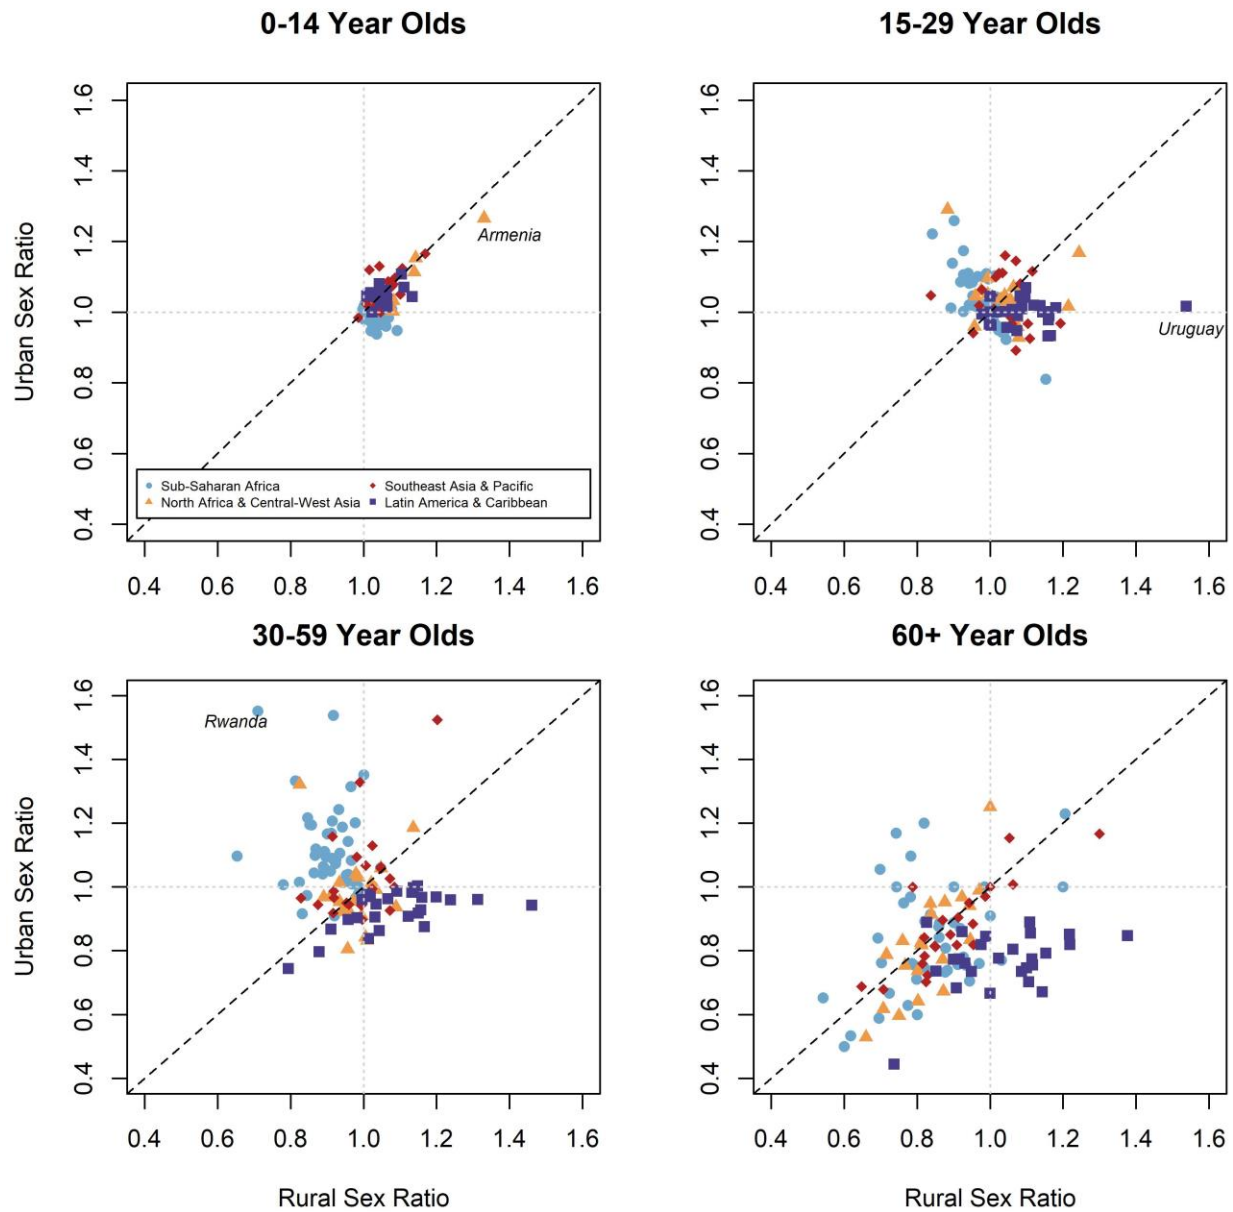 0-14 Year Olds
15-29 Year Olds
Urban Sex Ratio
1.6
1.4
1.2
1.0
0.8
0.6
0.4
Armenia
Sub-Saharan Africa
Southeast Asia & Pacific
North Africa & Central-West Asia
Latin America & Caribbean
0.4 0.6 0.8 1.0 1.2 1.4 1.6
1.6
1.4
1.2
1.0
0.8
0.6
0.4
Uruguay
0.4 0.6 0.8 1.0 1.2 1.4 1.6
30-59 Year Olds
60+ Year Olds
Urban Sex Ratio
1.6
1.4
1.2
1.0
0.8
0.6
0.4
Rwanda
0.4 0.6 0.8 1.0 1.2 1.4 1.6
Rural Sex Ratio
1.6
1.4
1.2
1.0
0.8
0.6
0.4
0.4 0.6 0.8 1.0 1.2 1.4 1.6
Rural Sex Ratio